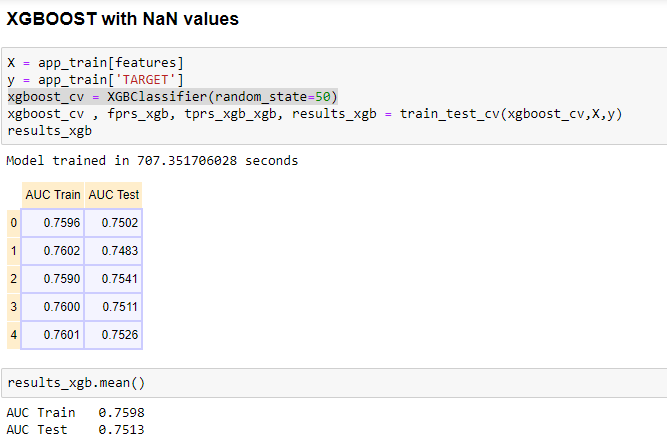 XGBOOST with NaN values
X = app_train[features]
y = app_train['TARGET']
xgboost_cv = XGBClassifier(random_state=50)
xgboost_cv , fprs_xgb, tprs_xgb_xgb, results_xgb = train_test_cv(xgboost_cv,X,y)
results_xgb
Model trained in 707.351706028 seconds
AUC Train AUC Test
0 0.7596 0.7502
1 0.7602 0.7483
2 0.7590 0.7541
3 0.7600 0.7511
4 0.7601 0.7526
results_xgb.mean()
AUC Train 0.7598
AUC Test 0.7513